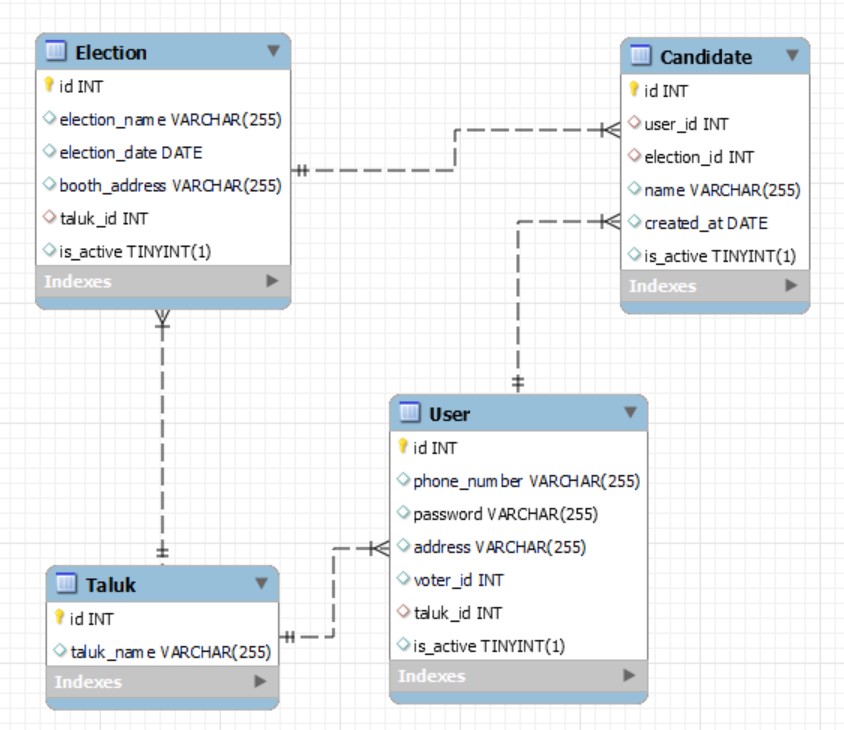 Election
id INT
election_name VARCHAR(255)
election_date DATE
booth_address VARCHAR(255)
taluk_id INT
is_active TINYINT(1)
Indexes
Candidate
id INT
user_id INT
election_id INT
name VARCHAR(255)
created_at DATE
is_active TINYINT(1)
Indexes
User
id INT
phone_number VARCHAR(255)
password VARCHAR(255)
address VARCHAR(255)
voter_id INT
taluk_id INT
is_active TINYINT(1)
Indexes
Taluk
id INT
taluk_name VARCHAR(255)
Indexes